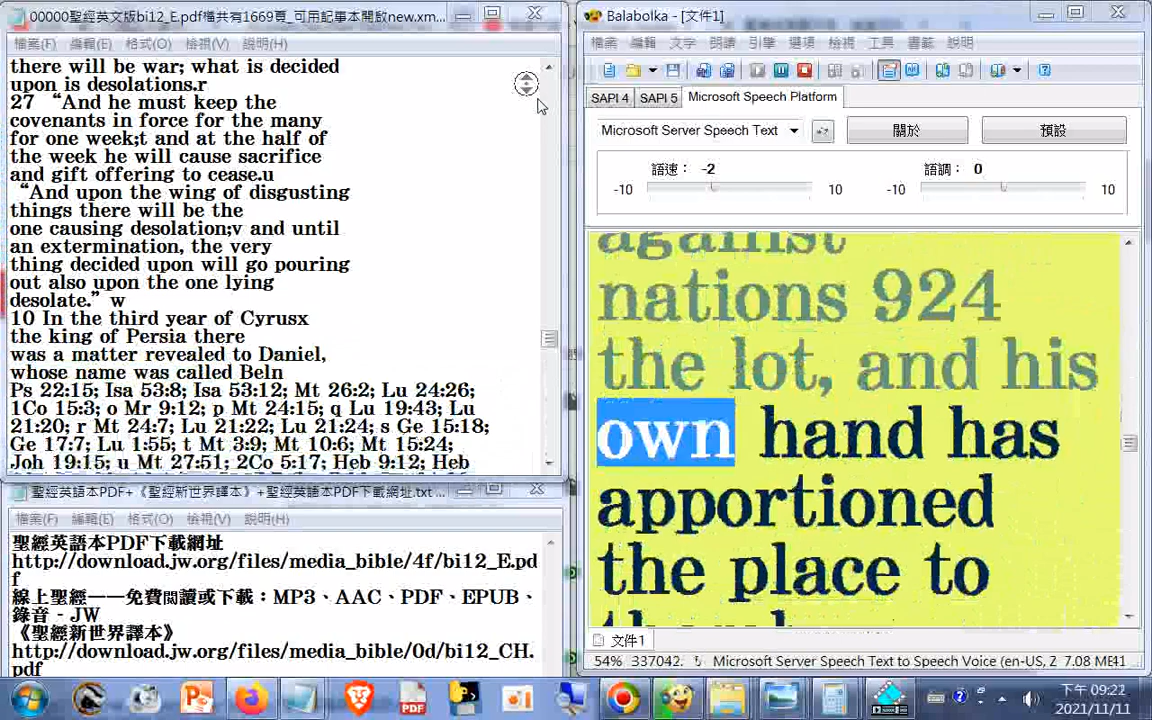 00000聖經英文版bi12_E.pdf檔共有1669頁_可用記事本開啟new.xm...
檔案(F) 編輯(E) 格式(O) 檢視(V) 說明(H)
there will be war; what is decided
upon is desolations.r
27 “And he must keep the
covenants in force for the many
for one week;t and at the half of
the week he will cause sacrifice
and gift offering to cease.u
“And upon the wing of disgusting
things there will be the
one causing desolation;v and until
an extermination, the very
thing decided upon will go pouring
out also upon the one lying
desolate.” w
10 In the third year of Cyrusx
the king of Persia there
was a matter revealed to Daniel,
whose name was called Beln
Ps 22:15; Isa 53:8; Isa 53:12; Mt 26:2; Lu 24:26;
1Co 15:3; o Mr 9:12; p Mt 24:15; q Lu 19:43; Lu
21:20; r Mt 24:7; Lu 21:22; Lu 21:24; s Ge 15:18;
Ge 17:7; Lu 1:55; t Mt 3:9; Mt 10:6; Mt 15:24;
Joh 19:15; u Mt 27:51; 2Co 5:17; Heb 9:12; Heb
聖經英語本PDF+《聖經新世界譯本》+聖經英語本PDF下載網址.txt ...
檔案(F) 編輯(E) 格式(O) 檢視(V) 說明(H)
聖經英語本PDF下載網址
http://download.jw.org/files/media_bible/4f/bi12_E.pd
f
線上聖經——免費閱讀或下載：MP3、AAC、PDF、EPUB、
錄音 - JW
《聖經新世界譯本》
http://download.jw.org/files/media_bible/0d/bi12_CH.
pdf
Balabolka - [文件1]
檔案 編輯 文字 朗讀 引擎 選項 檢視 工具 書籤 說明
SAPI 4 SAPI 5 Microsoft Speech Platform
Microsoft Server Speech Text 關於 預設
語速： -2 語調： 0
-10 10 -10 10
against
nations 924
the lot, and his
own hand has
apportioned
the place to
文件1
54% 337042. Microsoft Server Speech Text to Speech Voice (en-US, Z 7.08 ME41
下午 09:22
2021/11/11